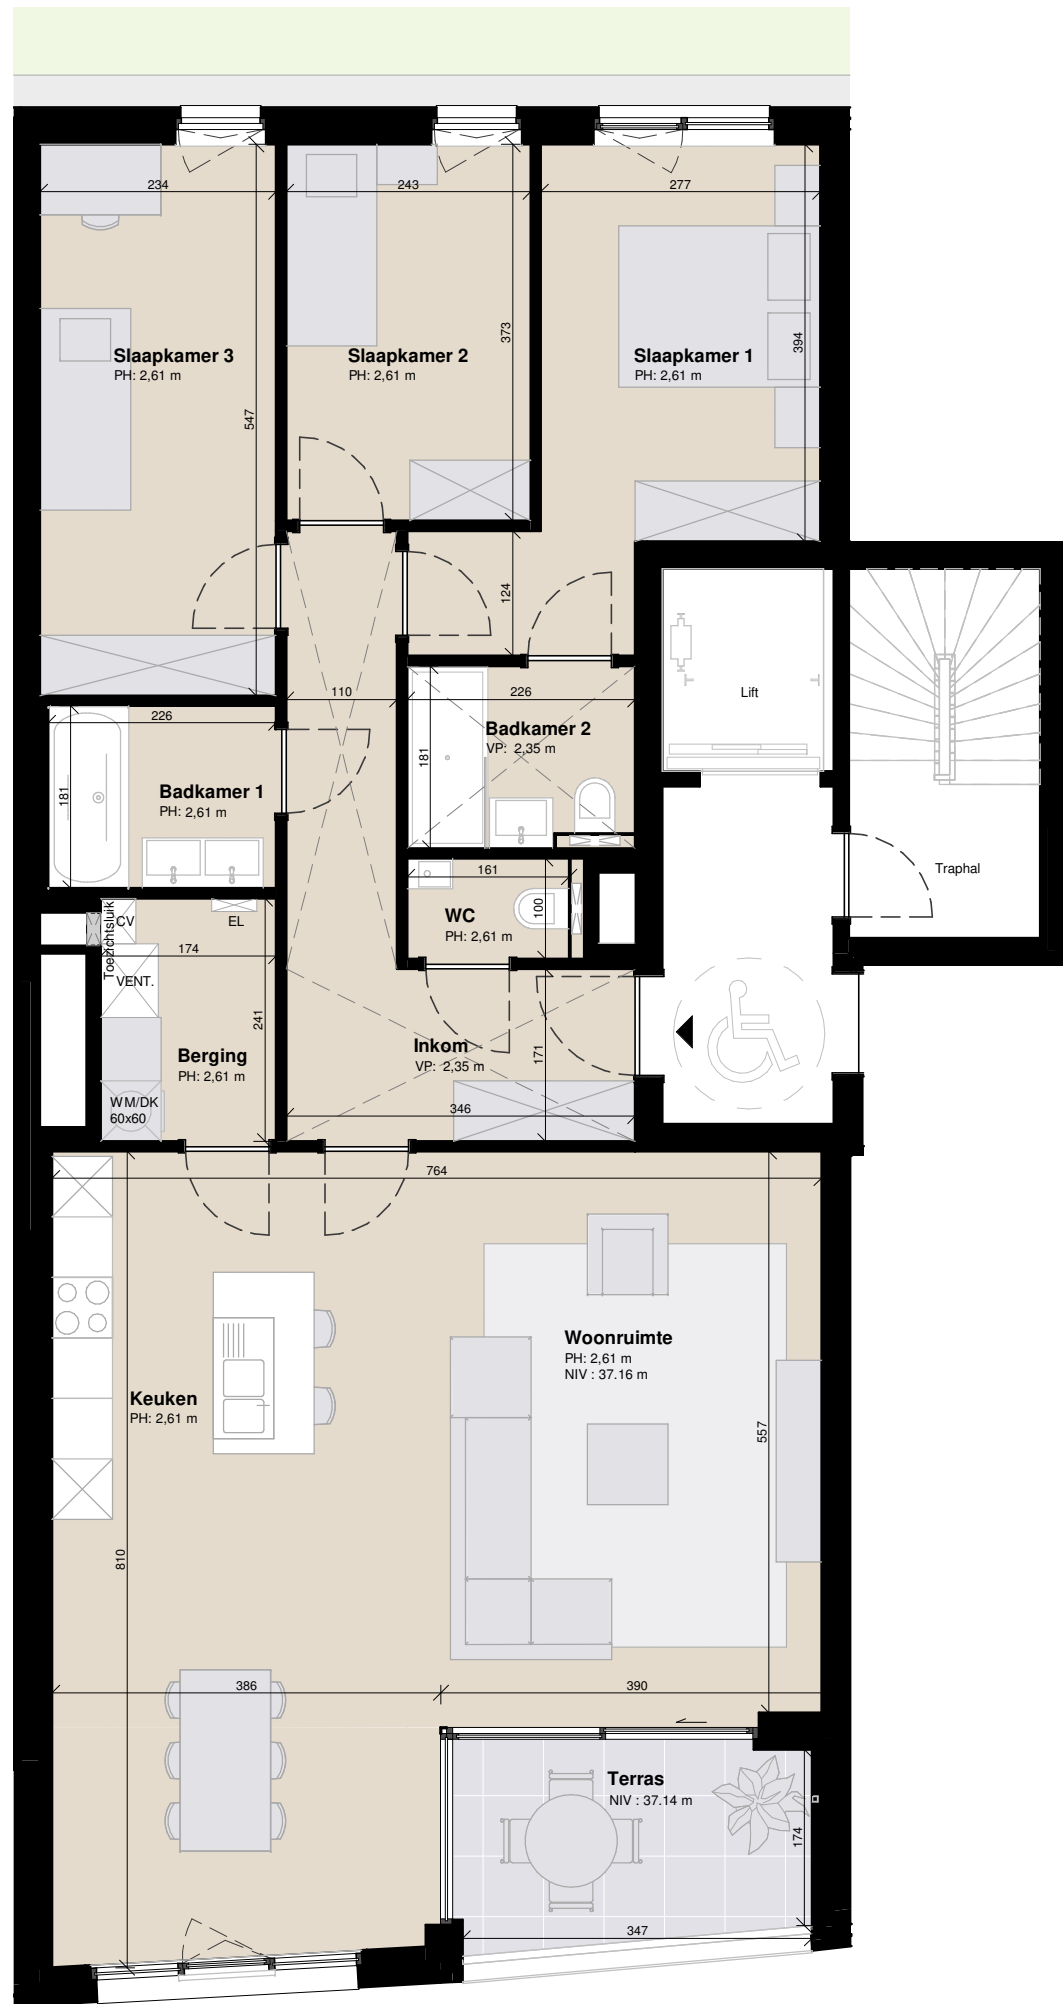 234
243
277
Slaapkamer 3
PH: 2,61 m
547
Slaapkamer 2
PH: 2,61 m
373
Slaapkamer 1
PH: 2,61 m
394
124
110
226
Badkamer 2
VP: 2,35 m
181
Lift
226
Badkamer 1
PH: 2,61 m
181
Traphal
161
WC
PH: 2,61 m
100
Toezichtsluik
CV
EL
174
VENT.
241
Berging
PH: 2,61 m
WM/DK
60x60
Inkom
VP: 2,35 m
171
346
764
Woonruimte
PH: 2,61 m
NIV : 37.16 m
557
Keuken
PH: 2,61 m
810
386
390
Terras
NIV : 37.14 m
174
347